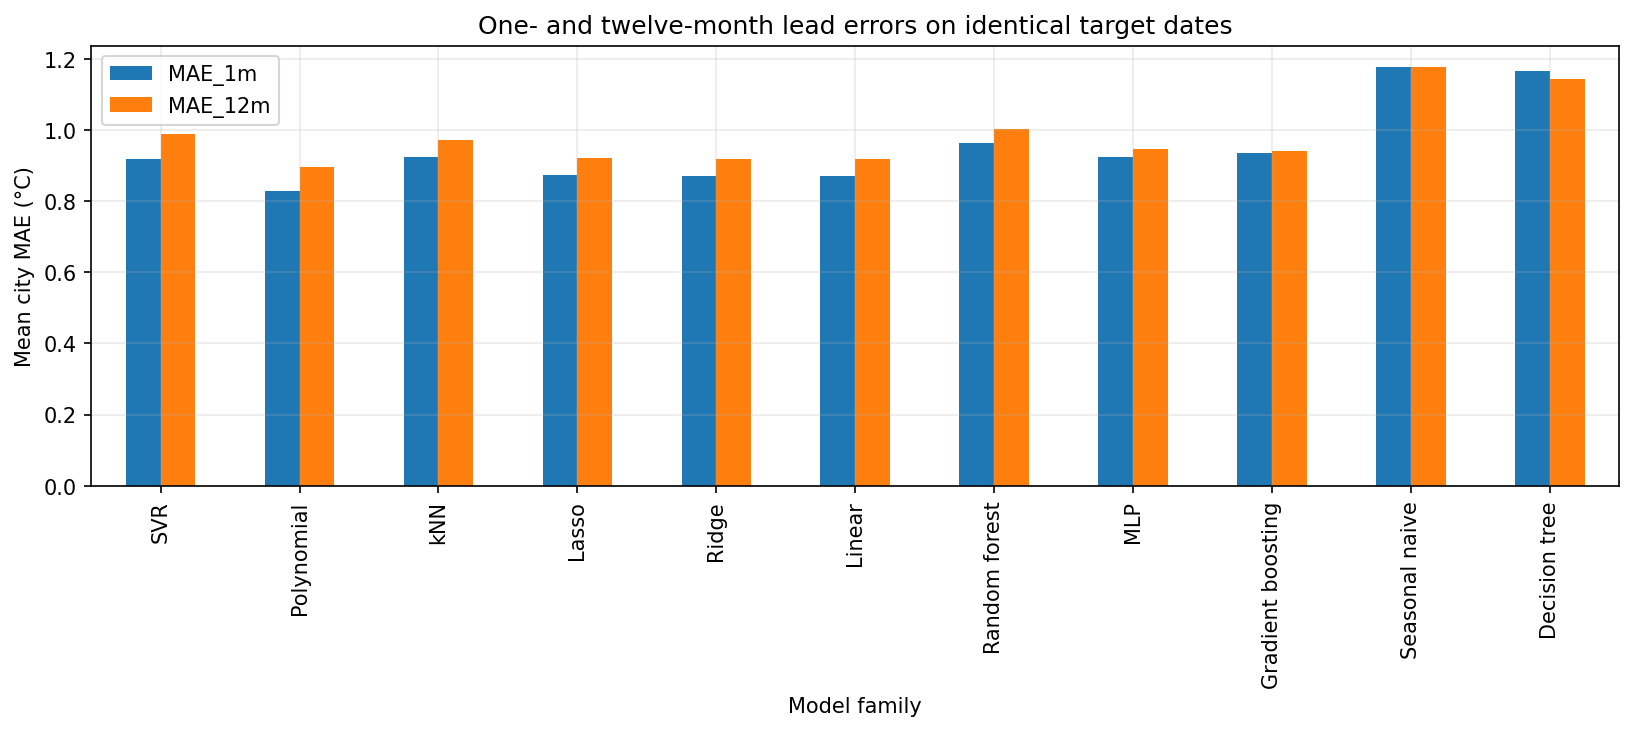 One- and twelve-month lead errors on identical target dates
MAE_1m
MAE_12m
Mean city MAE (°C)
1.2
1.0
0.8
0.6
0.4
0.2
0.0
SVR
Polynomial
kNN
Lasso
Ridge
Linear
Random forest
MLP
Gradient boosting
Seasonal naive
Decision tree
Model family